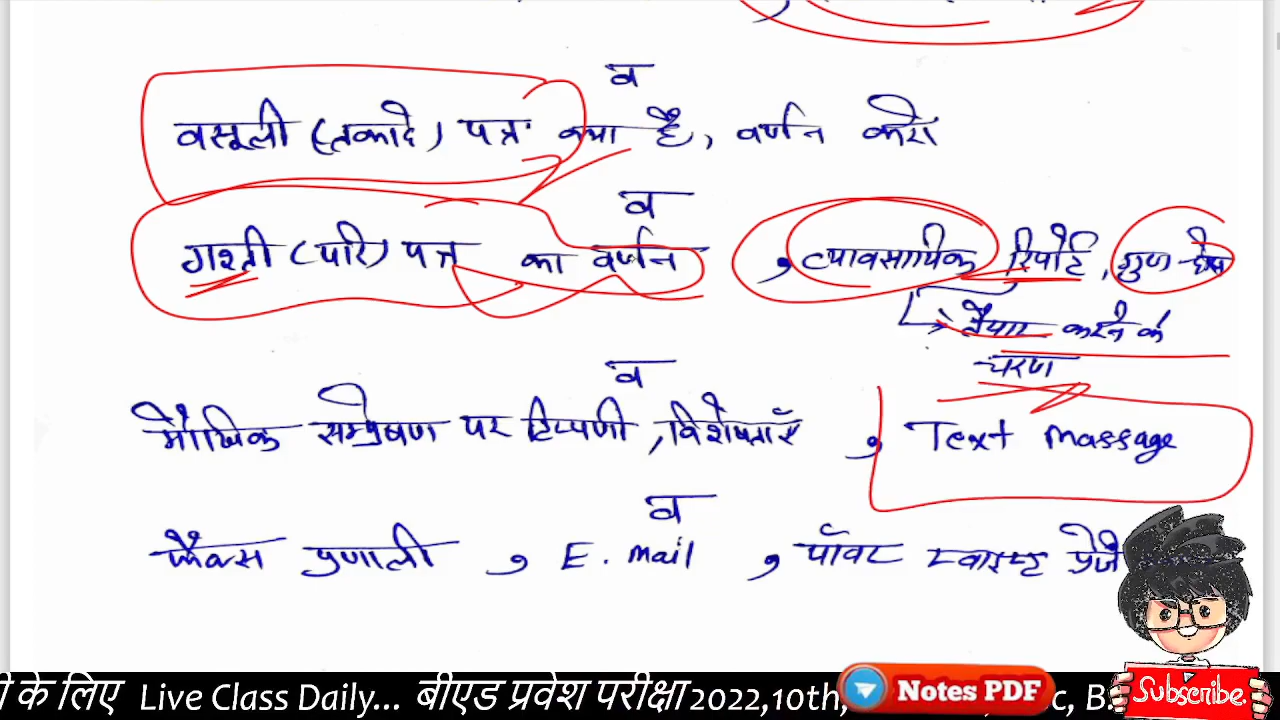 व
वसूली (तकादे) पत्र क्या है, वर्णन करो
व
गश्ती (परि) पत्र का वर्णन , व्यावसायिक रिपोर्ट, गुण-दोष
तैयार करने के
चरण
व
मौखिक सम्प्रेषण पर टिप्पणी, विशेषताएँ , Text Massage
व
फैक्स प्रणाली , E.mail , पॉवर
ी के लिए Live Class Daily... बीएड प्रवेश परीक्षा 2022,10th, c, B.
Notes PDF
Subscribe